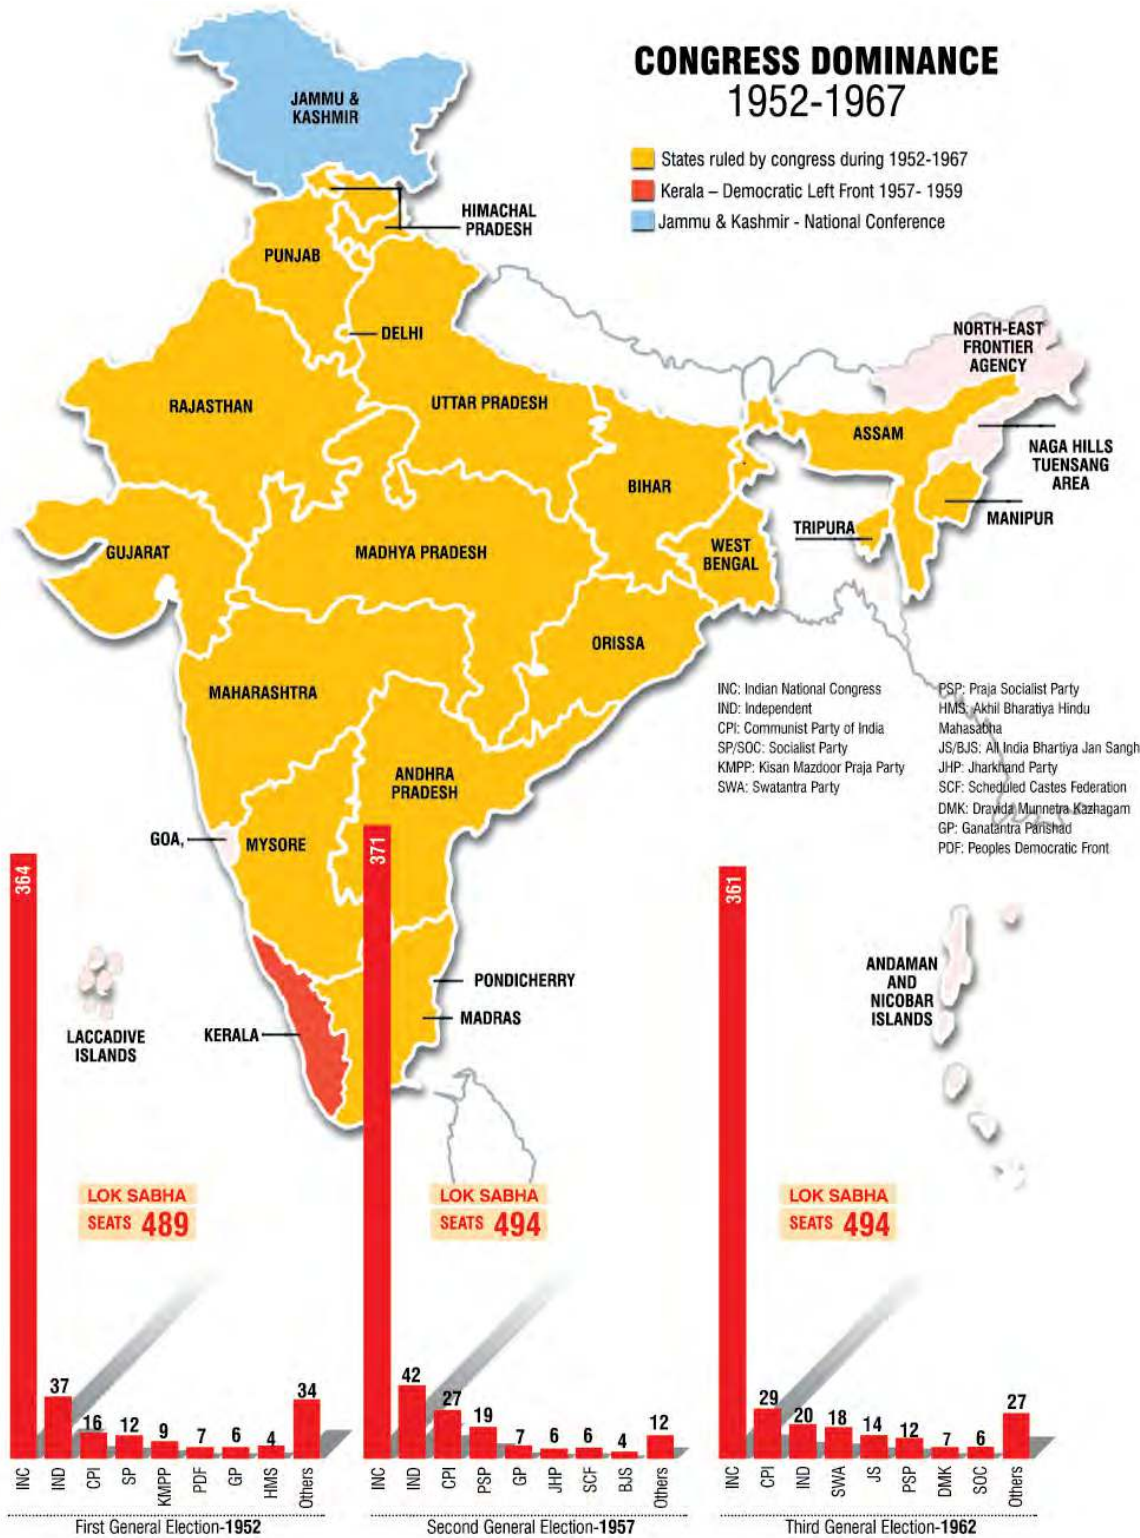 CONGRESS DOMINANCE
1952-1967
States ruled by congress during 1952-1967
Kerala – Democratic Left Front 1957- 1959
Jammu & Kashmir - National Conference
JAMMU &
KASHMIR
HIMACHAL
PRADESH
PUNJAB
DELHI
RAJASTHAN
UTTAR PRADESH
NORTH-EAST
FRONTIER
AGENCY
ASSAM
NAGA HILLS
TUENSANG
AREA
BIHAR
MANIPUR
TRIPURA
GUJARAT
MADHYA PRADESH
WEST
BENGAL
ORISSA
MAHARASHTRA
ANDHRA
PRADESH
GOA,
MYSORE
PONDICHERRY
MADRAS
KERALA
LACCADIVE
ISLANDS
ANDAMAN
AND
NICOBAR
ISLANDS
INC: Indian National Congress
IND: Independent
CPI: Communist Party of India
SP/SOC: Socialist Party
KMPP: Kisan Mazdoor Praja Party
SWA: Swatantra Party
PSP: Praja Socialist Party
HMS: Akhil Bharatiya Hindu
Mahasabha
JS/BJS: All India Bhartiya Jan Sangh
JHP: Jharkhand Party
SCF: Scheduled Castes Federation
DMK: Dravida Munnetra Kazhagam
GP: Ganatantra Parishad
PDF: Peoples Democratic Front
LOK SABHA
SEATS 489
364
37
16
12
9
7
6
4
34
INC
IND
CPI
SP
KMPP
PDF
GP
HMS
Others
First General Election-1952
LOK SABHA
SEATS 494
371
42
27
19
7
6
6
4
12
INC
IND
CPI
PSP
GP
JHP
SCF
BJS
Others
Second General Election-1957
LOK SABHA
SEATS 494
361
29
20
18
14
12
7
6
27
INC
CPI
IND
SWA
JS
PSP
DMK
SOC
Others
Third General Election-1962